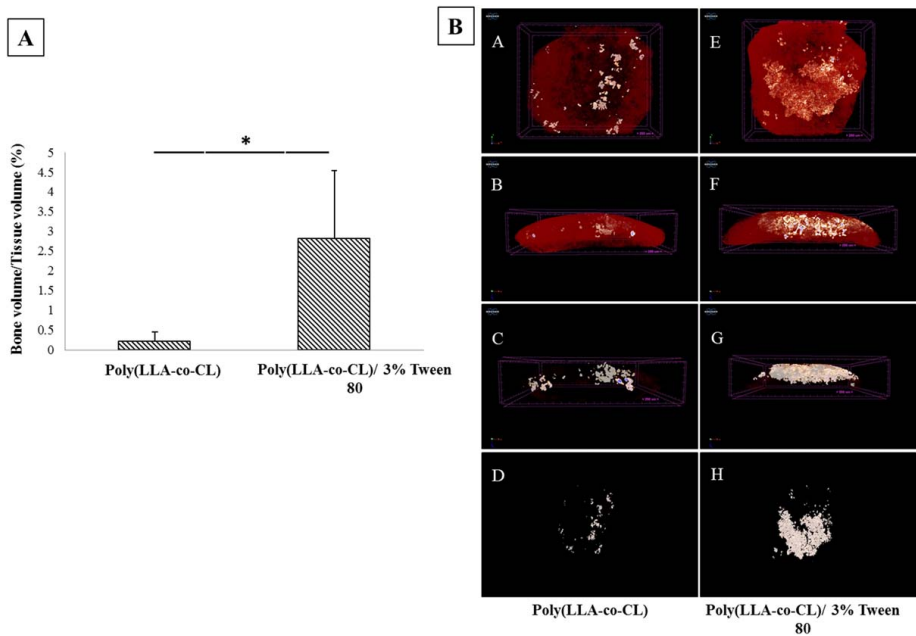 A
Bone volume/Tissue volume (%)
5
4.5
4
3.5
3
2.5
2
1.5
1
0.5
0
*
Poly(LLA-co-CL)
Poly(LLA-co-CL)/ 3% Tween
80
B
A
E
B
F
C
G
D
H
Poly(LLA-co-CL)
Poly(LLA-co-CL)/ 3% Tween
80